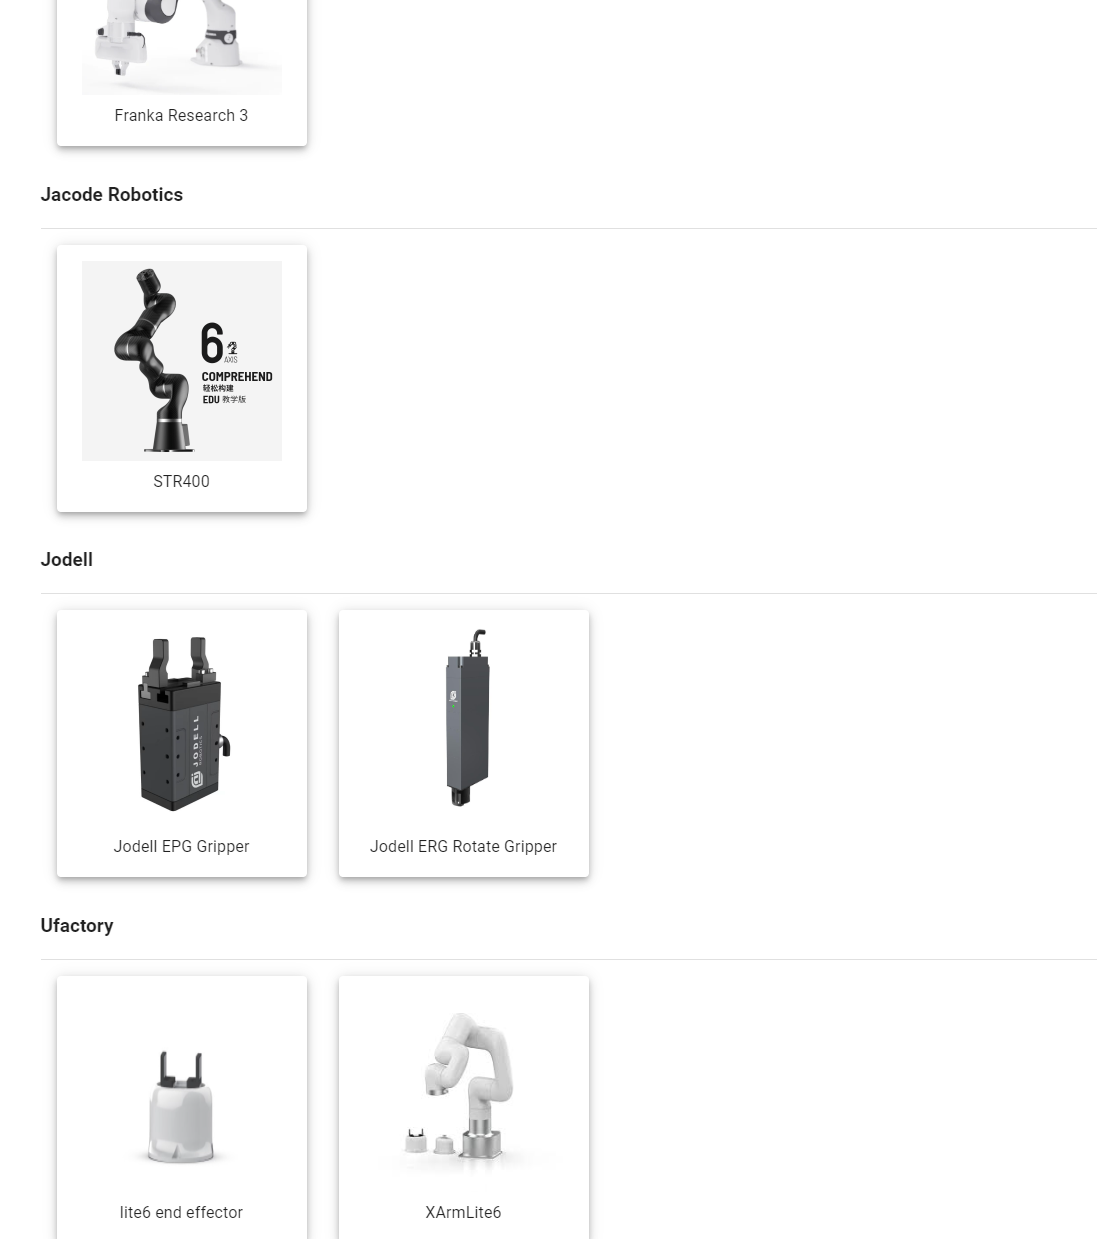 Franka Research 3
Jacode Robotics
6
AXIS
COMPREHEND
轻松构建
EDU 教学版
STR400
Jodell
JODELL
Jodell EPG Gripper
Jodell ERG Rotate Gripper
Ufactory
lite6 end effector
XArmLite6